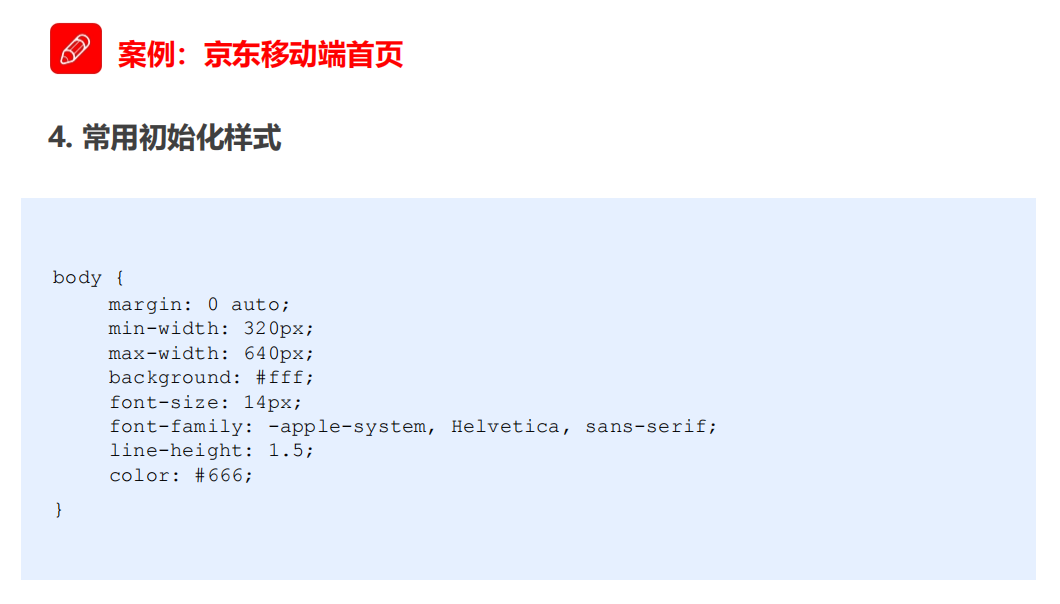 案例：京东移动端首页
4. 常用初始化样式
body {
margin: 0 auto;
min-width: 320px;
max-width: 640px;
background: #fff;
font-size: 14px;
font-family: -apple-system, Helvetica, sans-serif;
line-height: 1.5;
color: #666;
}